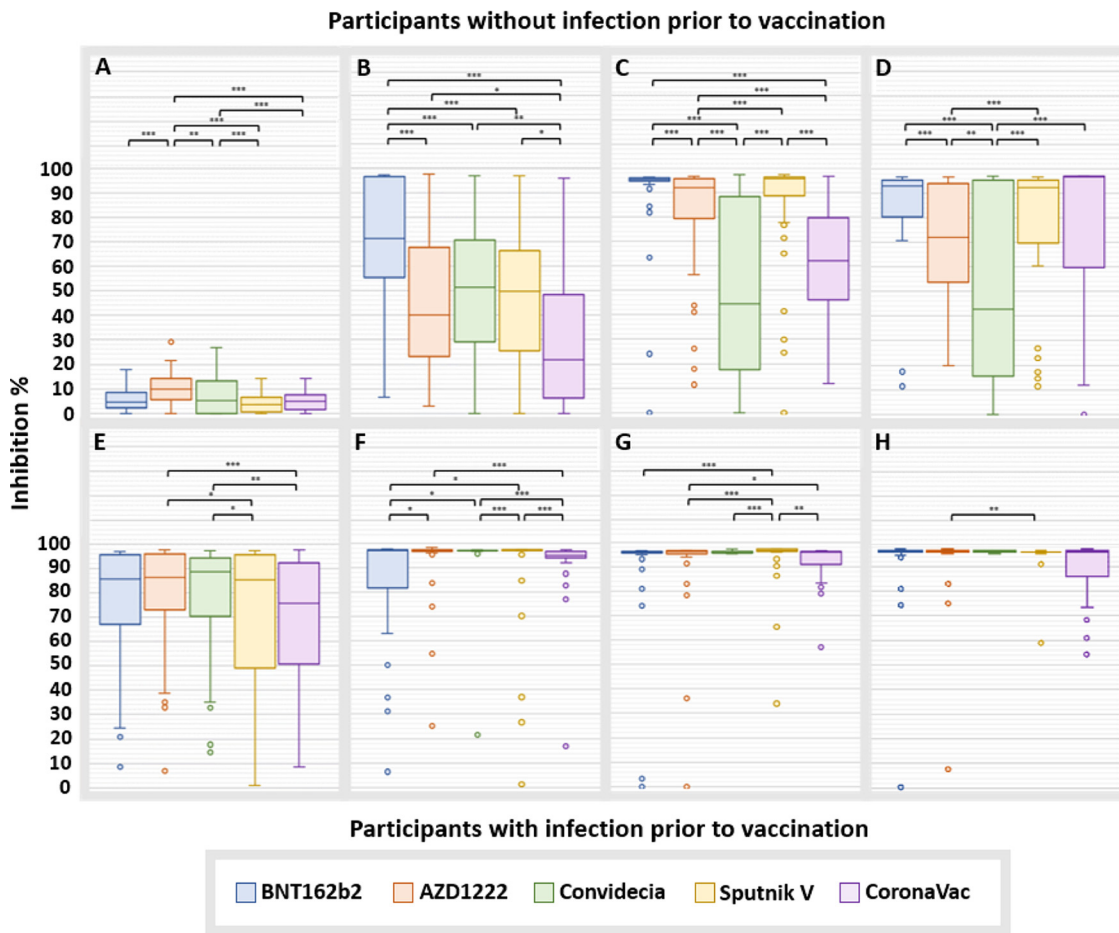 Participants without infection prior to vaccination
A
B
C
D
*** *** *** *** ** ***
*** * *** *** ** *** *
*** *** *** *** *** *** *** ***
*** *** *** *** ** ***
Inhibition %
100
90
80
70
60
50
40
30
20
10
0
E
F
G
H
*** ** * *
*** * * *** * *** ***
*** * *** *** **
**
100
90
80
70
60
50
40
30
20
10
0
Participants with infection prior to vaccination
BNT162b2 AZD1222 Convidecia Sputnik V CoronaVac